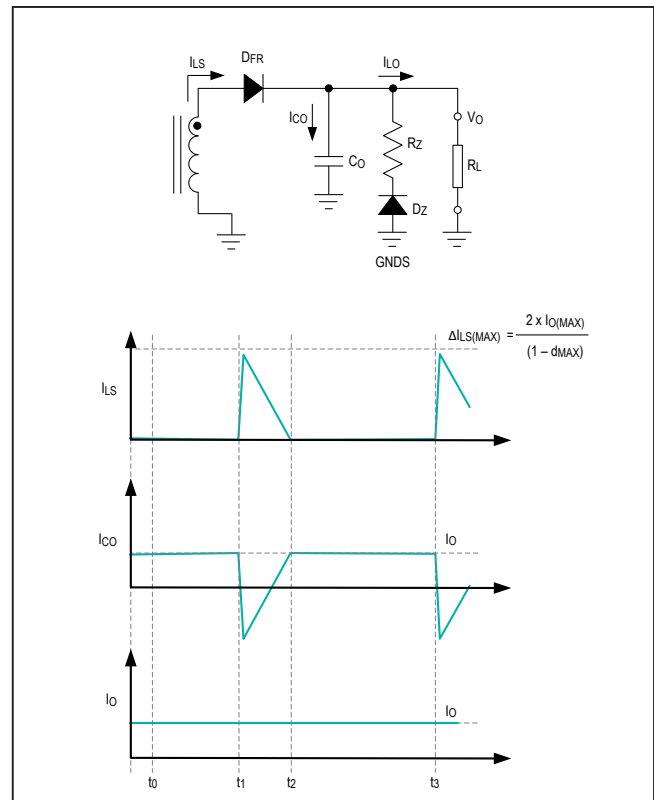 ILS
DFR
ILO
ICO
VO
CO
RZ
RL
DZ
GNDS
ΔILS(MAX) = 2 x IO(MAX)
(1 – dMAX)
ILS
ICO
IO
IO
IO
t0
t1
t2
t3